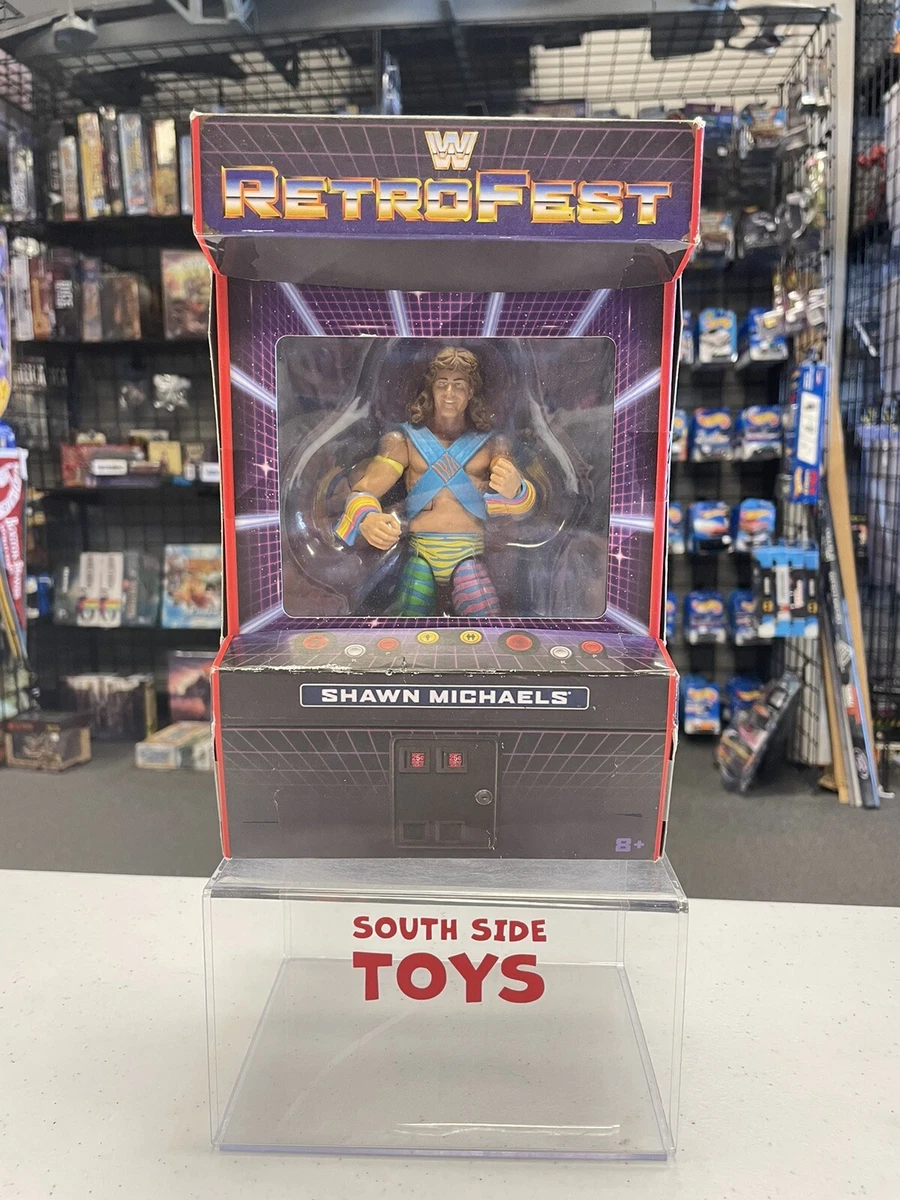 W
RETROFEST
SHAWN MICHAELS
8+
SOUTH SIDE
TOYS